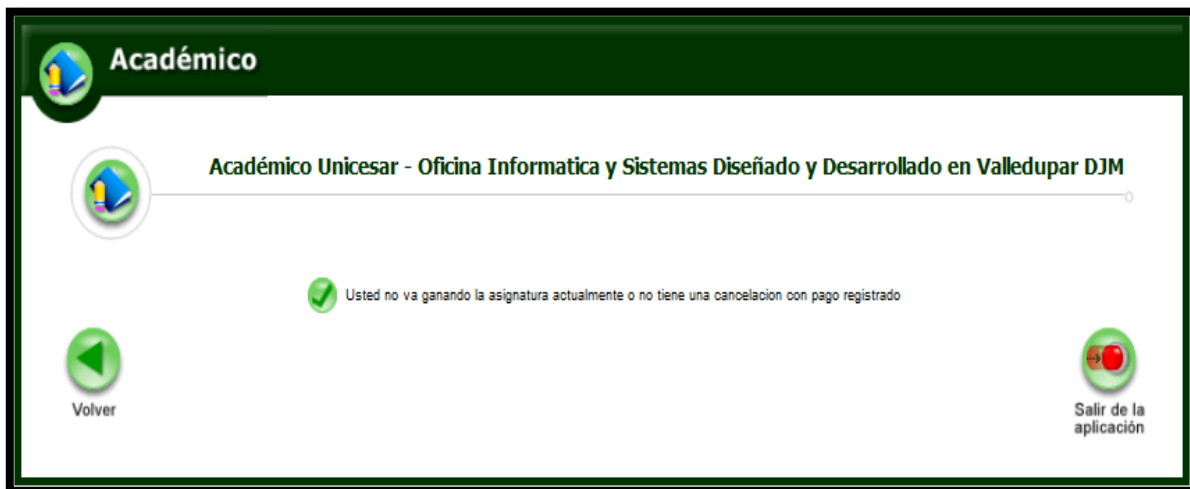 Académico
Académico Unicesar - Oficina Informatica y Sistemas Diseñado y Desarrollado en Valledupar DJM
Usted no va ganando la asignatura actualmente o no tiene una cancelacion con pago registrado
Volver
Salir de la
aplicación